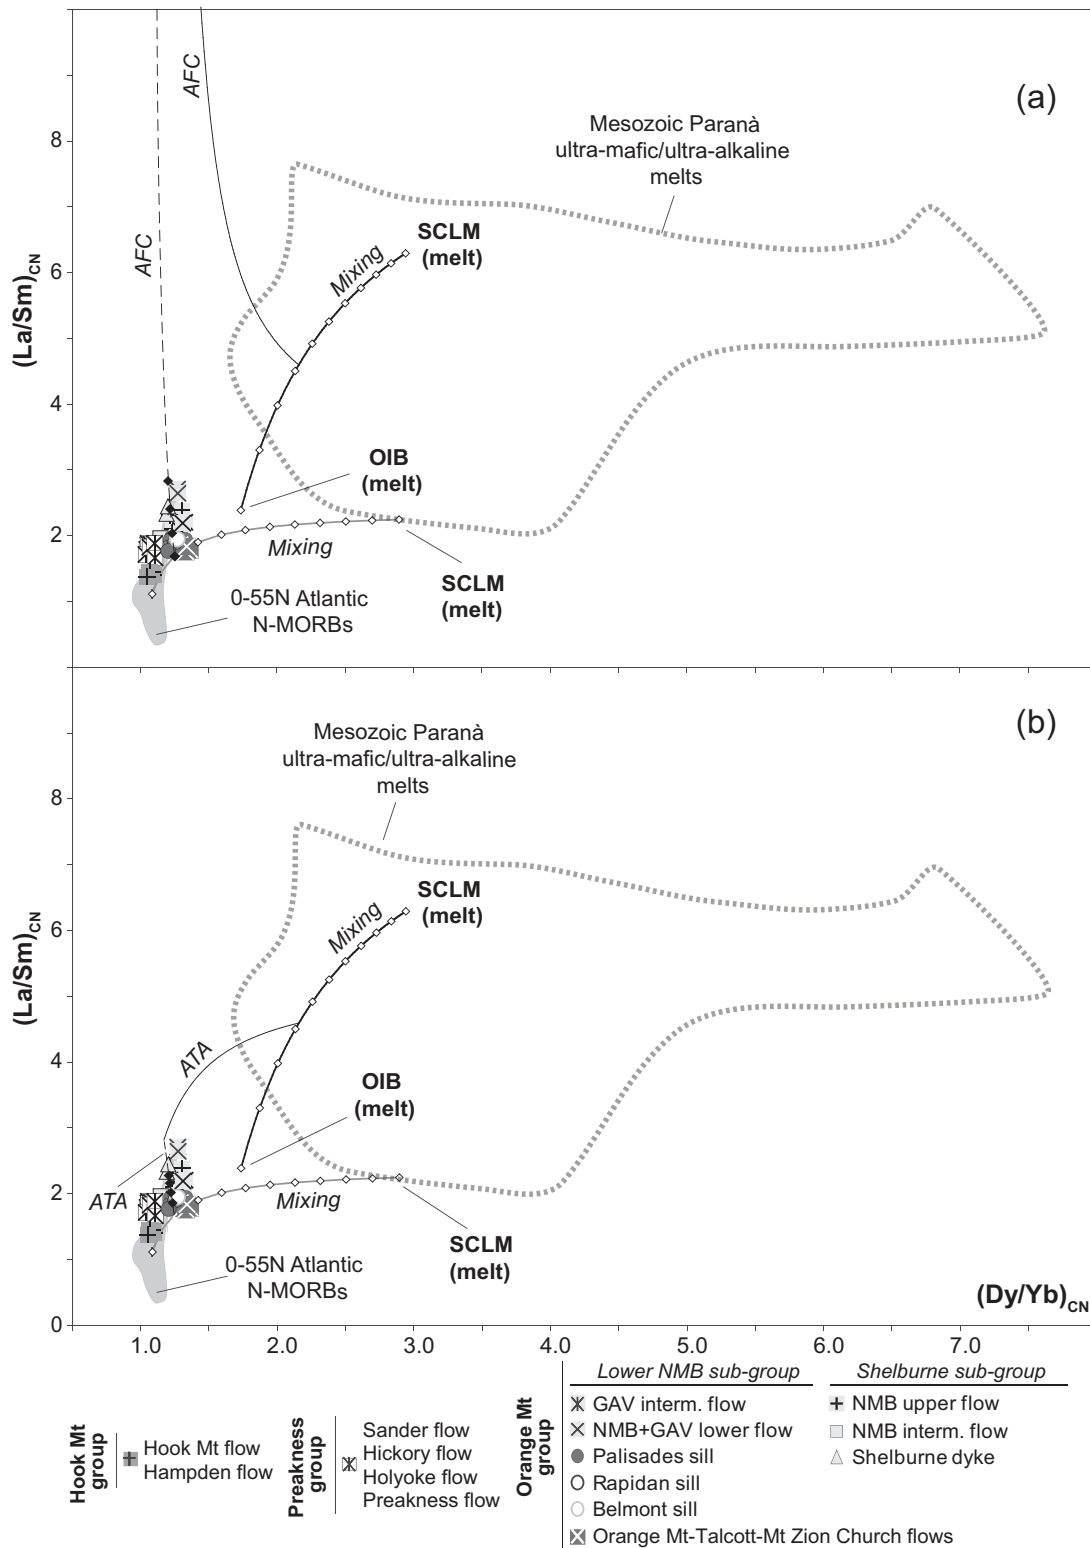 (a)
AFC
AFC
Mesozoic Paranà
ultra-mafic/ultra-alkaline
melts
8
SCLM
(melt)
Mixing
6
(La/Sm)CN
4
OIB
(melt)
2
Mixing
SCLM
(melt)
0-55N Atlantic
N-MORBs
(b)
Mesozoic Paranà
ultra-mafic/ultra-alkaline
melts
8
SCLM
(melt)
Mixing
6
(La/Sm)CN
ATA
4
OIB
(melt)
2
ATA
Mixing
SCLM
(melt)
0-55N Atlantic
N-MORBs
(Dy/Yb)CN
0
1.0 2.0 3.0 4.0 5.0 6.0 7.0
Hook Mt
group
Hook Mt flow
Hampden flow
Preakness
group
Sander flow
Hickory flow
Holyoke flow
Preakness flow
Orange Mt
group
Lower NMB sub-group
GAV interm. flow
NMB+GAV lower flow
Palisades sill
Rapidan sill
Belmont sill
Orange Mt-Talcott-Mt Zion Church flows
Shelburne sub-group
NMB upper flow
NMB interm. flow
Shelburne dyke